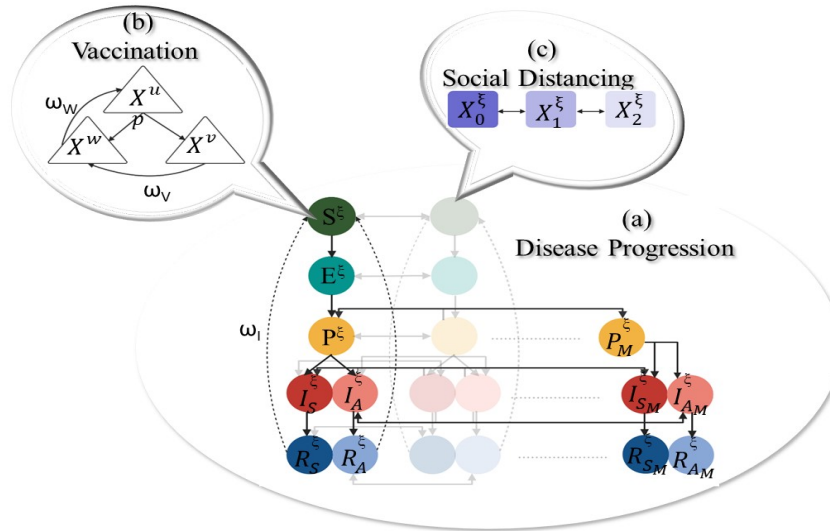 (b)
Vaccination
X^u
ω_W
p
X^w
X^v
ω_V
(c)
Social Distancing
X_0^ξ
X_1^ξ
X_2^ξ
(a)
Disease Progression
S^ξ
E^ξ
ω_I
P^ξ
P_M^ξ
I_S^ξ
I_A^ξ
I_{S_M}^ξ
I_{A_M}^ξ
R_S^ξ
R_A^ξ
R_{S_M}^ξ
R_{A_M}^ξ